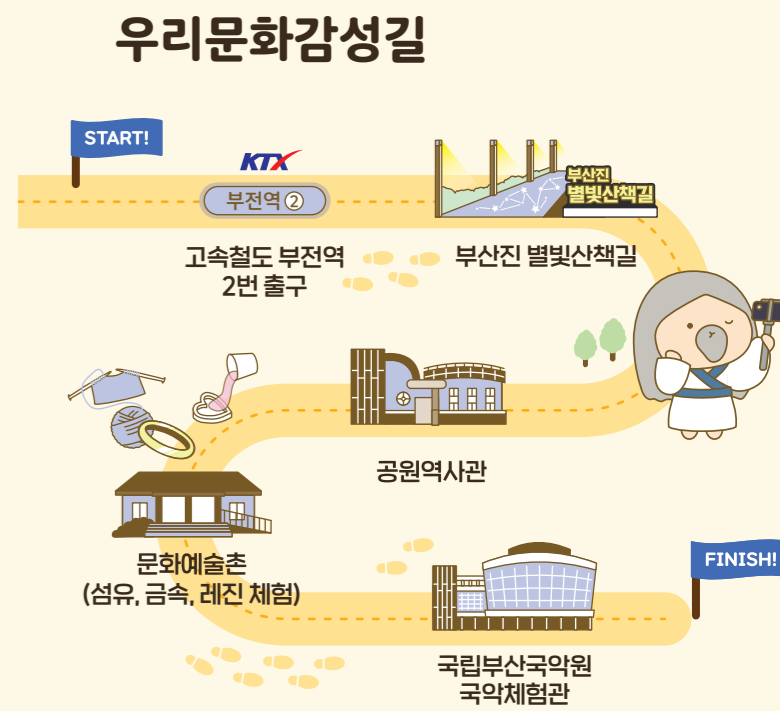 우리문화감성길
START!
KTX
부전역 ②
고속철도 부전역
2번 출구
부산진
별빛산책길
부산진 별빛산책길
공원역사관
문화예술촌
(섬유, 금속, 레진 체험)
FINISH!
국립부산국악원
국악체험관